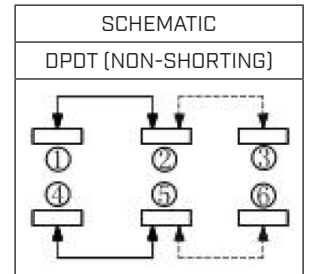 SCHEMATIC
DPDT (NON-SHORTING)
① ② ③
④ ⑤ ⑥